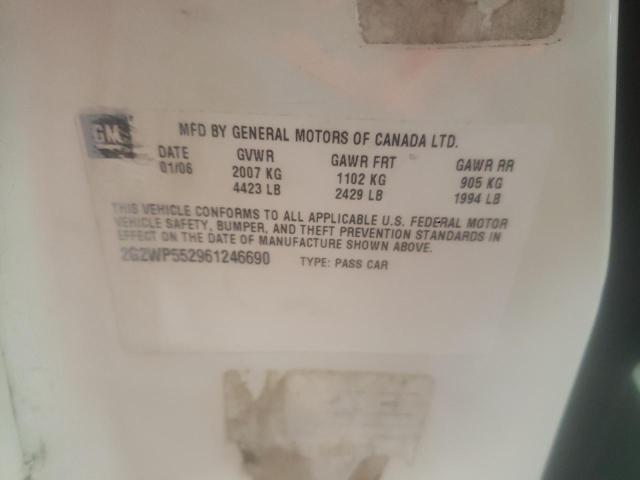 GM
MFD BY GENERAL MOTORS OF CANADA LTD.
DATE GVWR GAWR FRT GAWR RR
01/06 2007 KG 1102 KG 905 KG
4423 LB 2429 LB 1994 LB
THIS VEHICLE CONFORMS TO ALL APPLICABLE U.S. FEDERAL MOTOR
VEHICLE SAFETY, BUMPER, AND THEFT PREVENTION STANDARDS IN
EFFECT ON THE DATE OF MANUFACTURE SHOWN ABOVE.
2G2WP552961246690 TYPE: PASS CAR